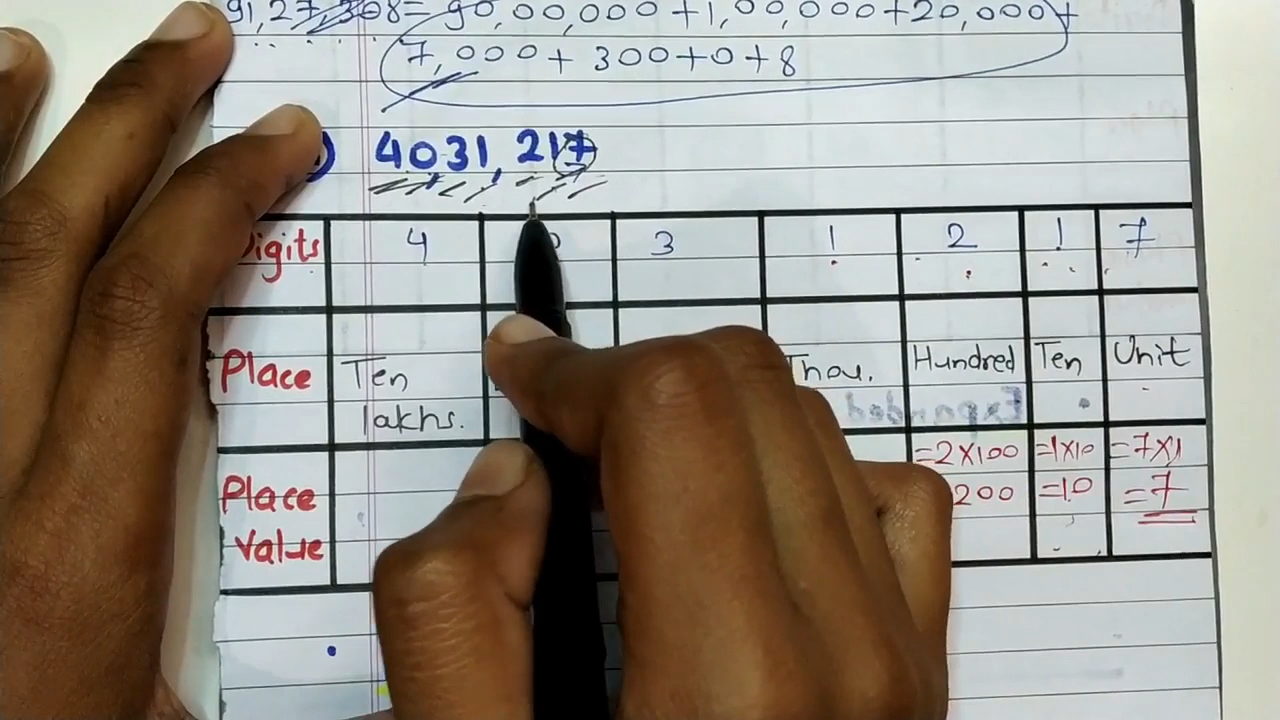 91,27,308= 90,00,000 +1,00,000+20,000+
7,000+ 300+0+8
) 4031,217
Digits 4 3 1 2 1 7
Place Ten lakhs. Thou. Hundred Ten Unit
Expanded
Place Value =2×100 =1×10 =7×1
200 =10 =7